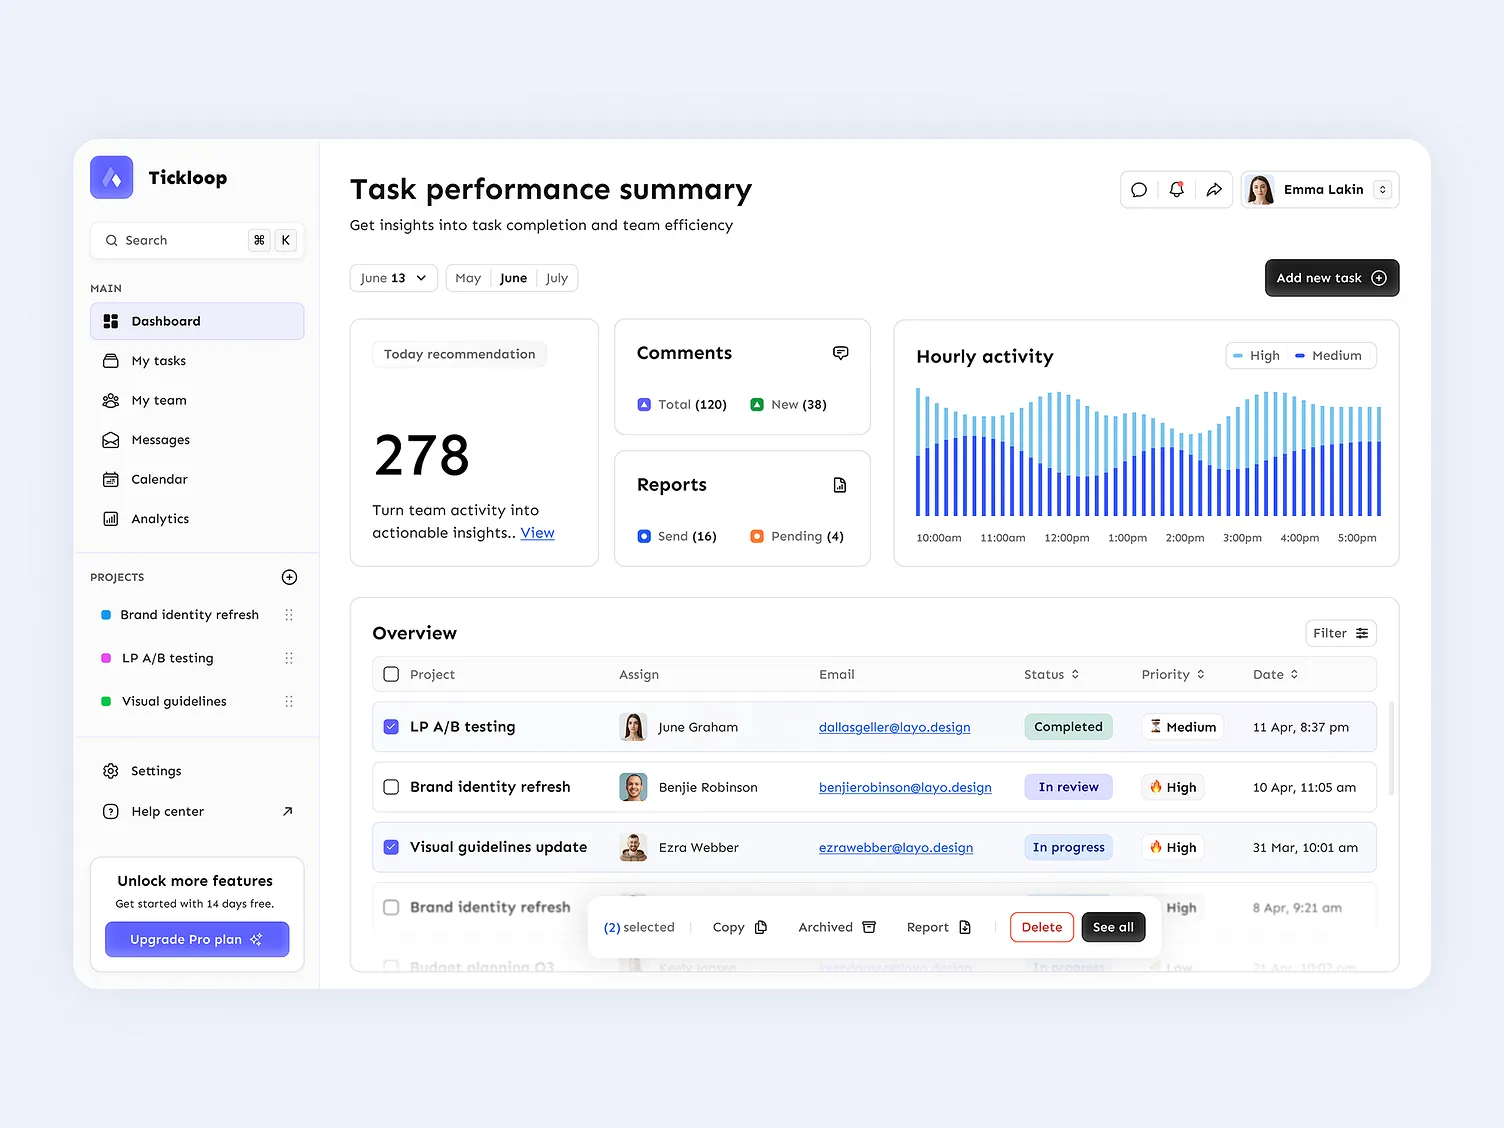 Tickloop
Search ⌘ K
MAIN
Dashboard
My tasks
My team
Messages
Calendar
Analytics
PROJECTS
Brand identity refresh
LP A/B testing
Visual guidelines
Settings
Help center
Unlock more features
Get started with 14 days free.
Upgrade Pro plan
Task performance summary
Get insights into task completion and team efficiency
Emma Lakin
June 13
May June July
Add new task
Today recommendation
278
Turn team activity into
actionable insights.. View
Comments
Total (120) New (38)
Reports
Send (16) Pending (4)
Hourly activity
High Medium
10:00am 11:00am 12:00pm 1:00pm 2:00pm 3:00pm 4:00pm 5:00pm
Overview
Filter
Project Assign Email Status Priority Date
LP A/B testing June Graham dallasgeller@layo.design Completed Medium 11 Apr, 8:37 pm
Brand identity refresh Benjie Robinson benjierobinson@layo.design In review High 10 Apr, 11:05 am
Visual guidelines update Ezra Webber ezrawebber@layo.design In progress High 31 Mar, 10:01 am
Brand identity refresh High 8 Apr, 9:21 am
(2) selected Copy Archived Report Delete See all
Budget planning Q3 Keely Jansen In progress Low 31 Apr, 10:02 am